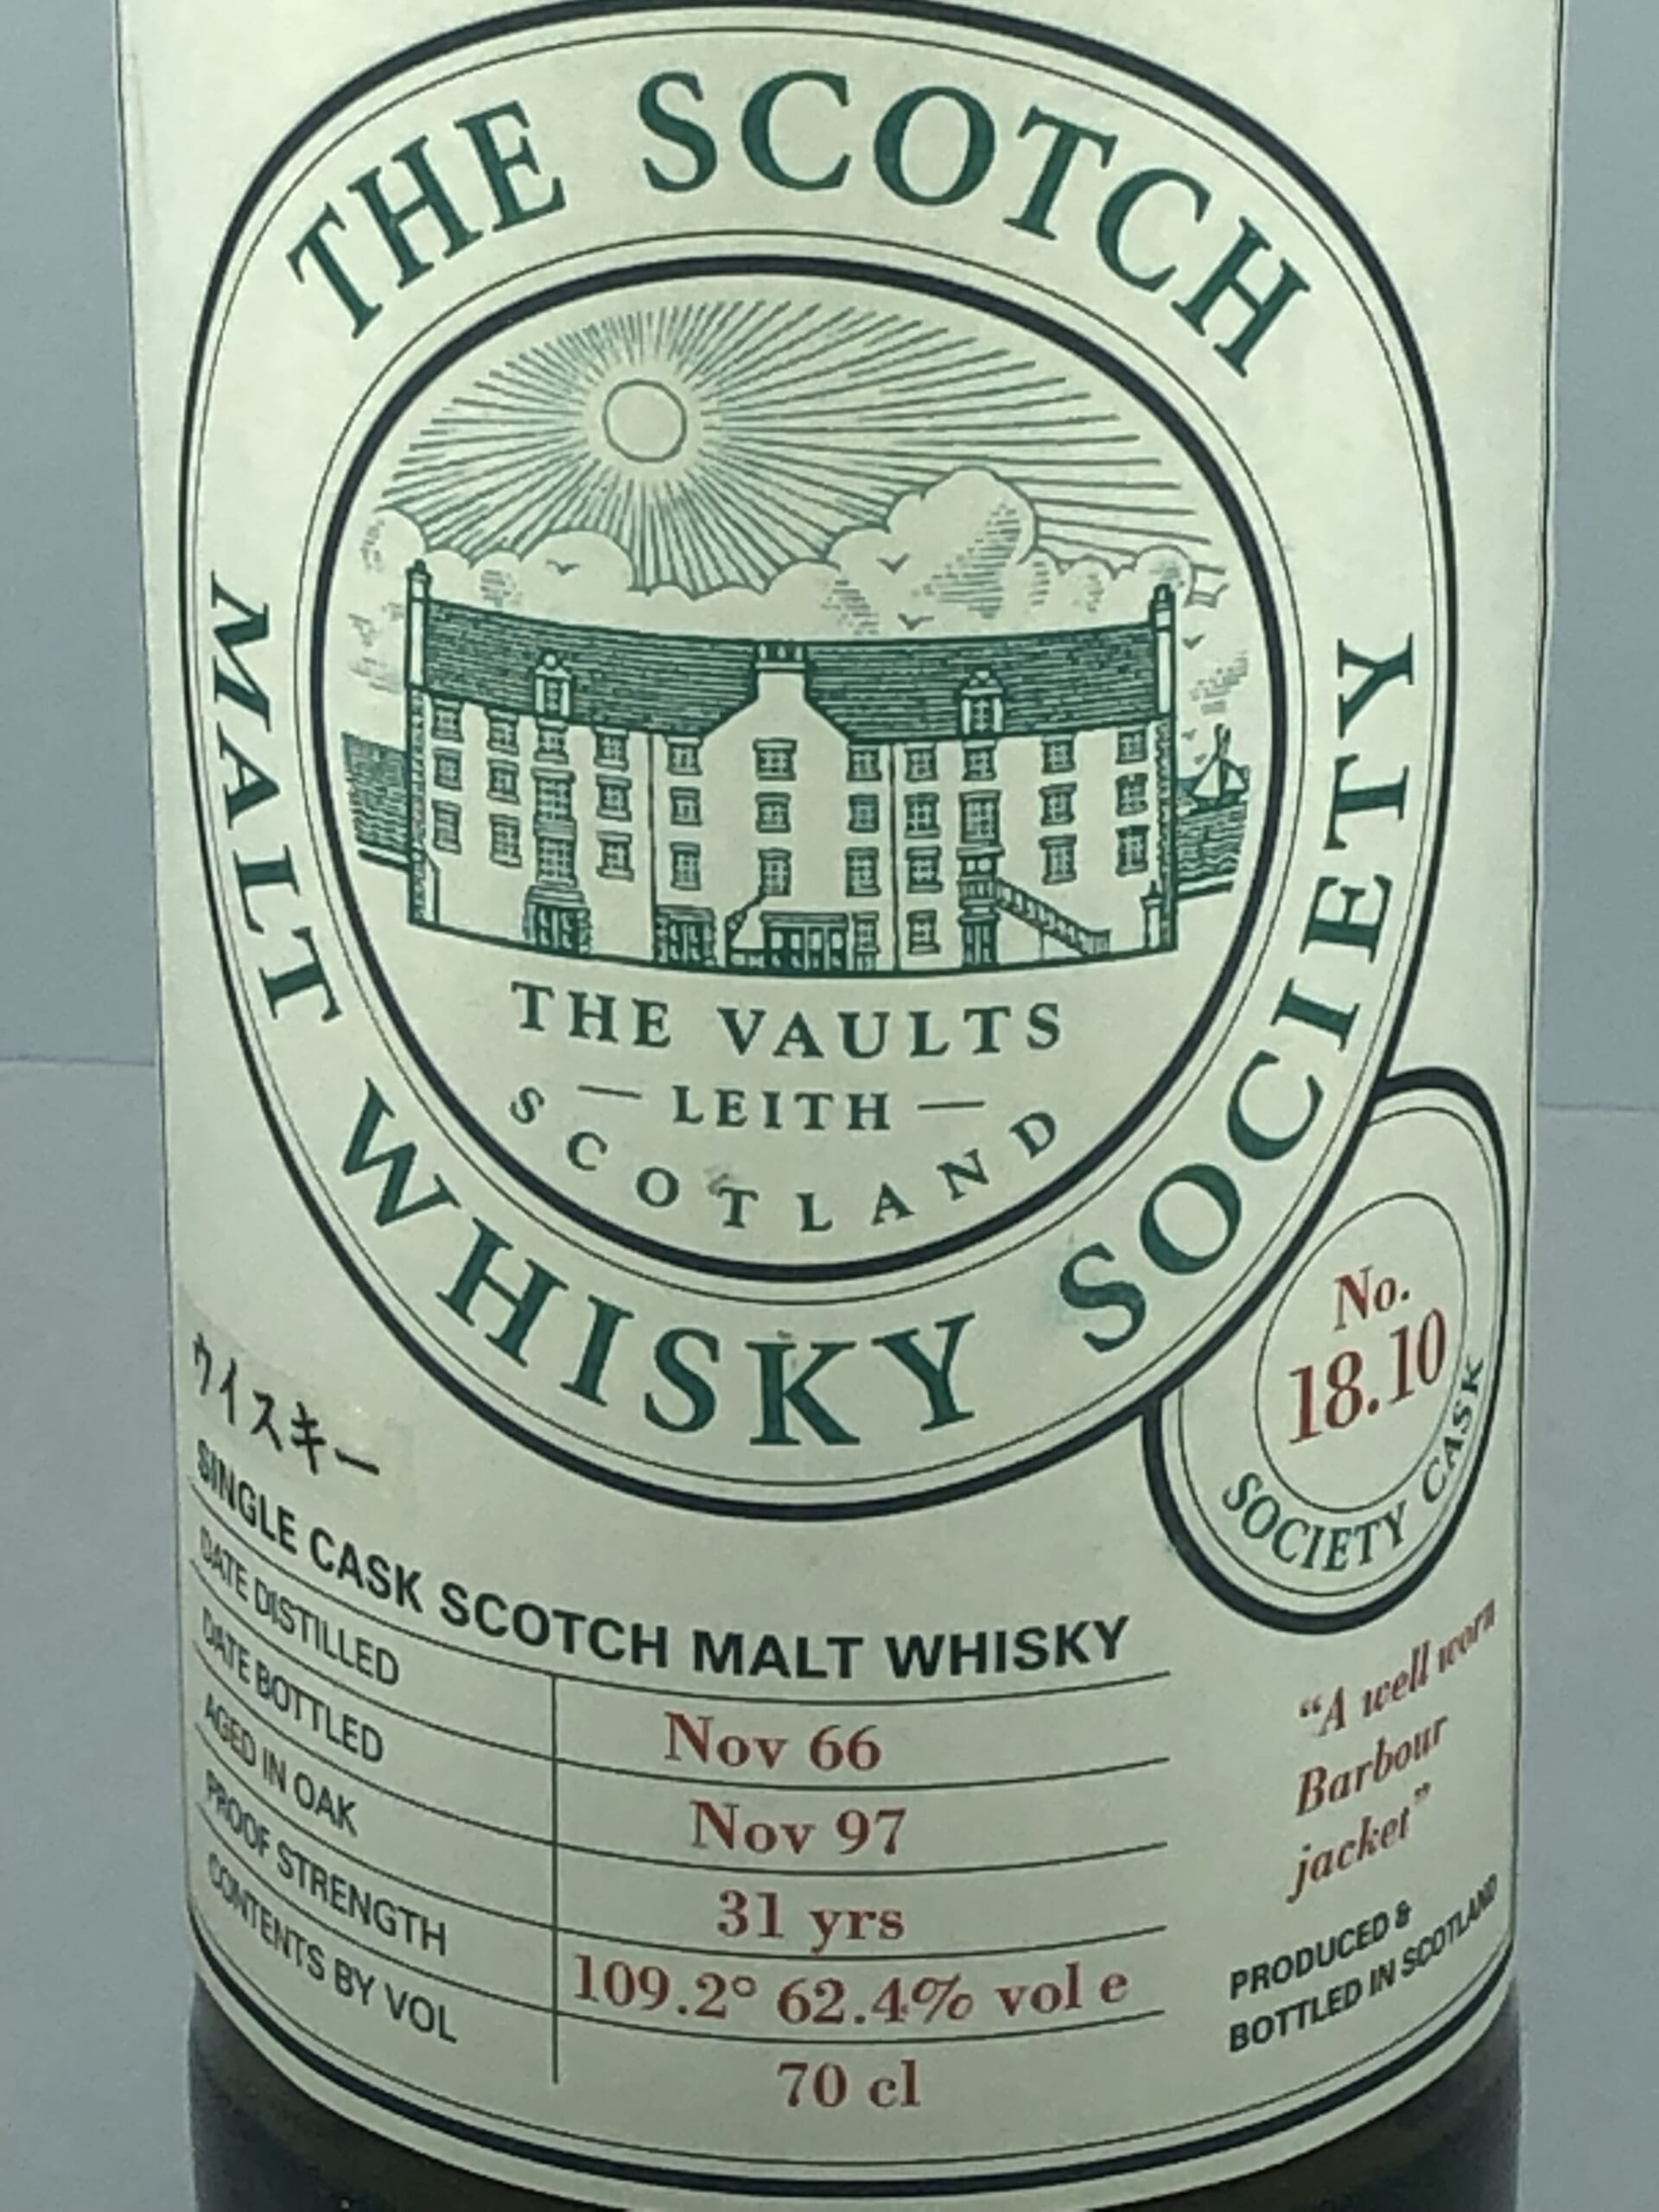 THE SCOTCH
MALT WHISKY SOCIETY
THE VAULTS
— LEITH —
SCOTLAND
No.
18.10
SOCIETY CASK
ウイスキー
SINGLE CASK SCOTCH MALT WHISKY
DATE DISTILLED Nov 66
DATE BOTTLED Nov 97
AGED IN OAK 31 yrs
PROOF STRENGTH 109.2° 62.4% vol e
CONTENTS BY VOL 70 cl
“A well worn
Barbour
jacket”
PRODUCED &
BOTTLED IN SCOTLAND